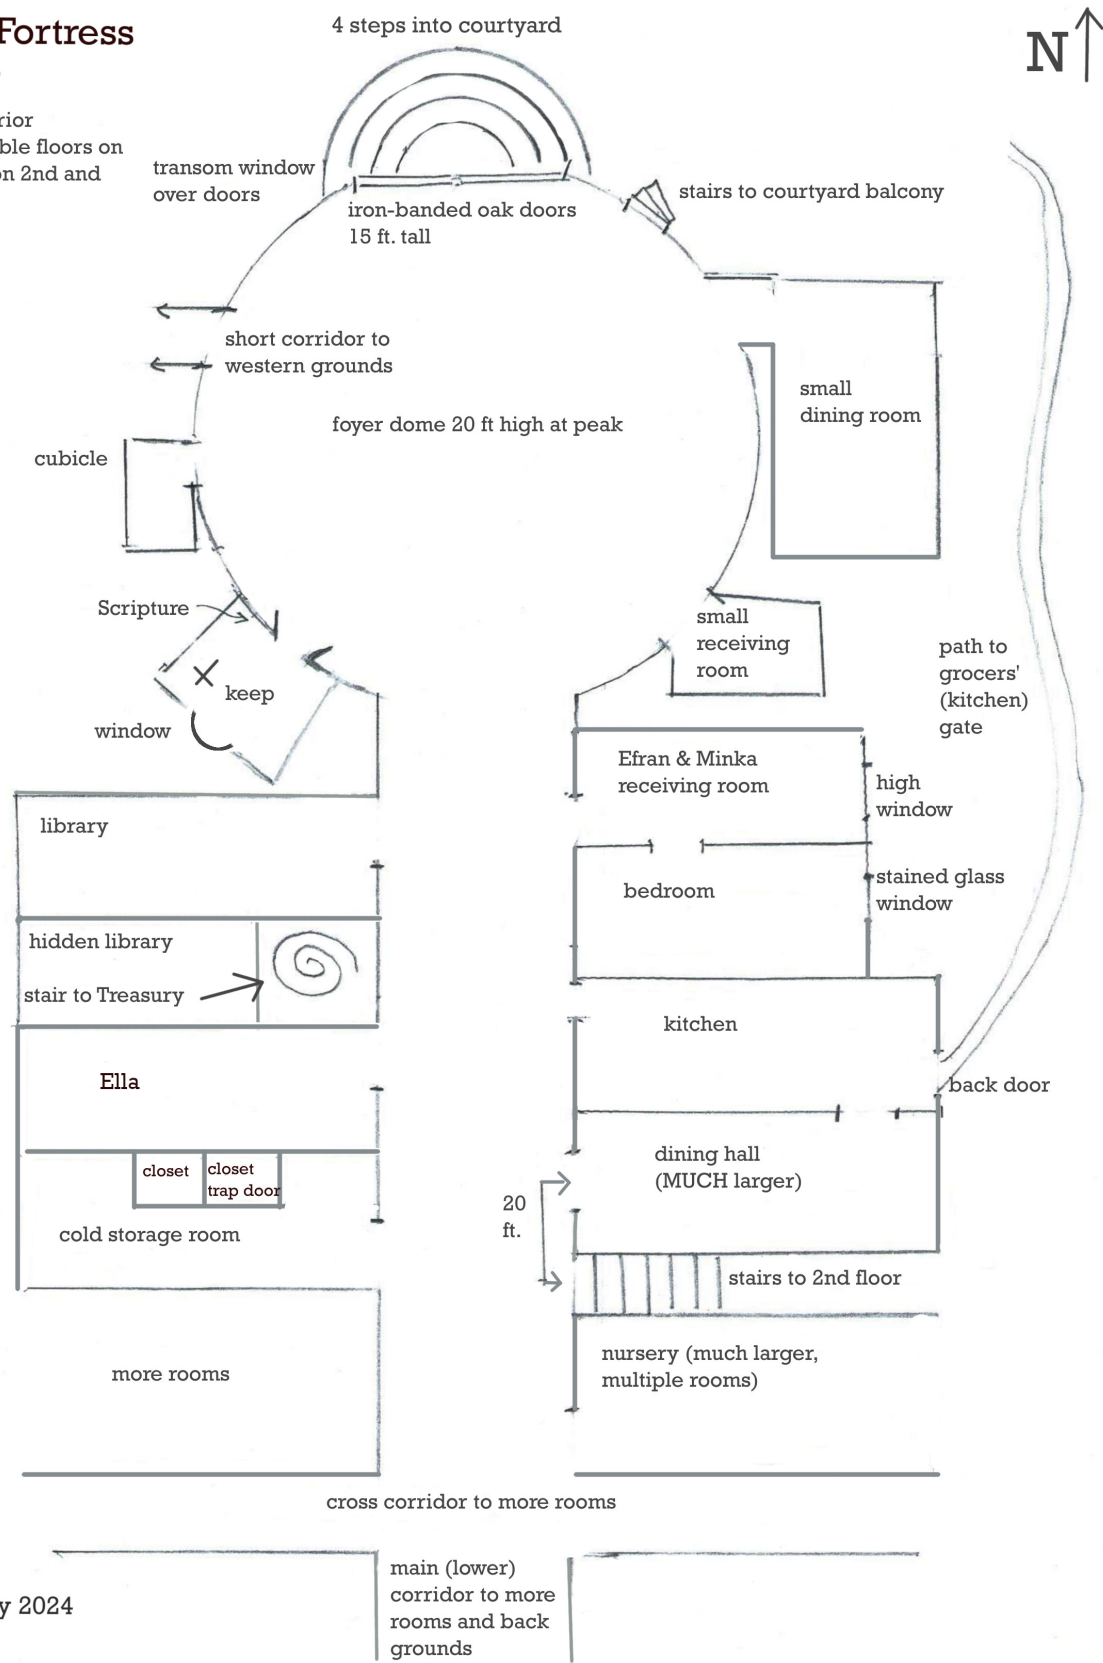 Fortress
4 steps into courtyard
N
ble floors on
on 2nd and
transom window
over doors
iron-banded oak doors
15 ft. tall
stairs to courtyard balcony
short corridor to
western grounds
foyer dome 20 ft high at peak
small
dining room
cubicle
Scripture
keep
window
small
receiving
room
path to
grocers'
(kitchen)
gate
Efran & Minka
receiving room
high
window
library
bedroom
stained glass
window
hidden library
stair to Treasury
kitchen
Ella
back door
closet
closet
trap door
dining hall
(MUCH larger)
20
ft.
cold storage room
stairs to 2nd floor
more rooms
nursery (much larger,
multiple rooms)
cross corridor to more rooms
main (lower)
corridor to more
rooms and back
grounds
y 2024